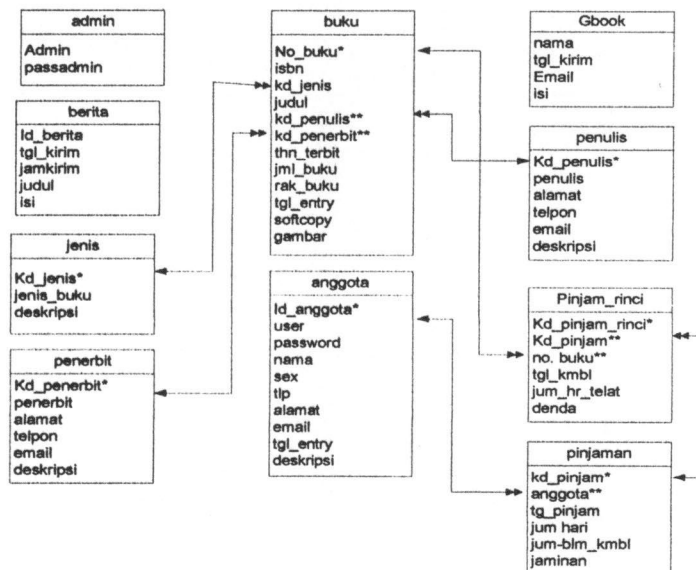 admin
Admin
passadmin
berita
Id_berita
tgl_kirim
jamkirim
judul
isi
jenis
Kd_jenis*
jenis_buku
deskripsi
penerbit
Kd_penerbit*
penerbit
alamat
telpon
email
deskripsi
buku
No_buku*
isbn
kd_jenis
judul
kd_penulis**
kd_penerbit**
thn_terbit
jml_buku
rak_buku
tgl_entry
softcopy
gambar
anggota
Id_anggota*
user
password
nama
sex
tlp
alamat
email
tgl_entry
deskripsi
Gbook
nama
tgl_kirim
Email
isi
penulis
Kd_penulis*
penulis
alamat
telpon
email
deskripsi
Pinjam_rinci
Kd_pinjam_rinci*
Kd_pinjam**
no. buku**
tgl_kmbl
jum_hr_telat
denda
pinjaman
kd_pinjam*
anggota**
tg_pinjam
jum hari
jum-blm_kmbl
jaminan